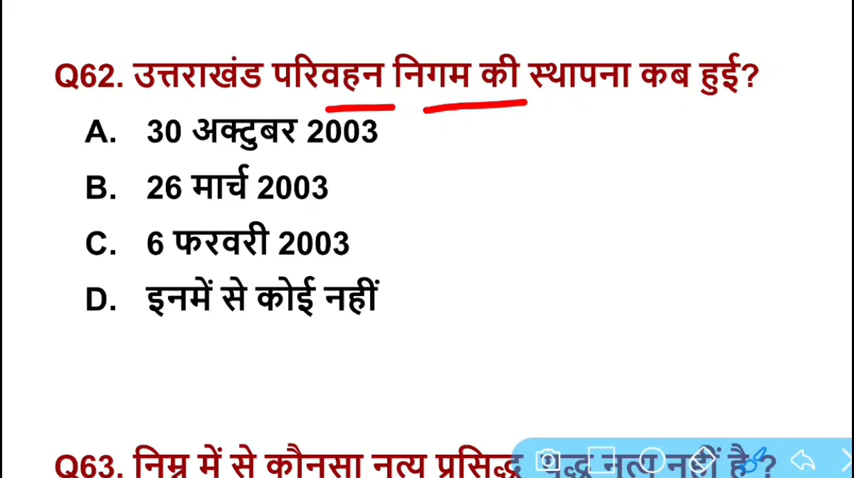 Q62. उत्तराखंड परिवहन निगम की स्थापना कब हुई?
A. 30 अक्टुबर 2003
B. 26 मार्च 2003
C. 6 फरवरी 2003
D. इनमें से कोई नहीं
Q63. निम्न में से कौनसा नृत्य प्रसिद्ध युद्ध नृत्य नहीं है ?